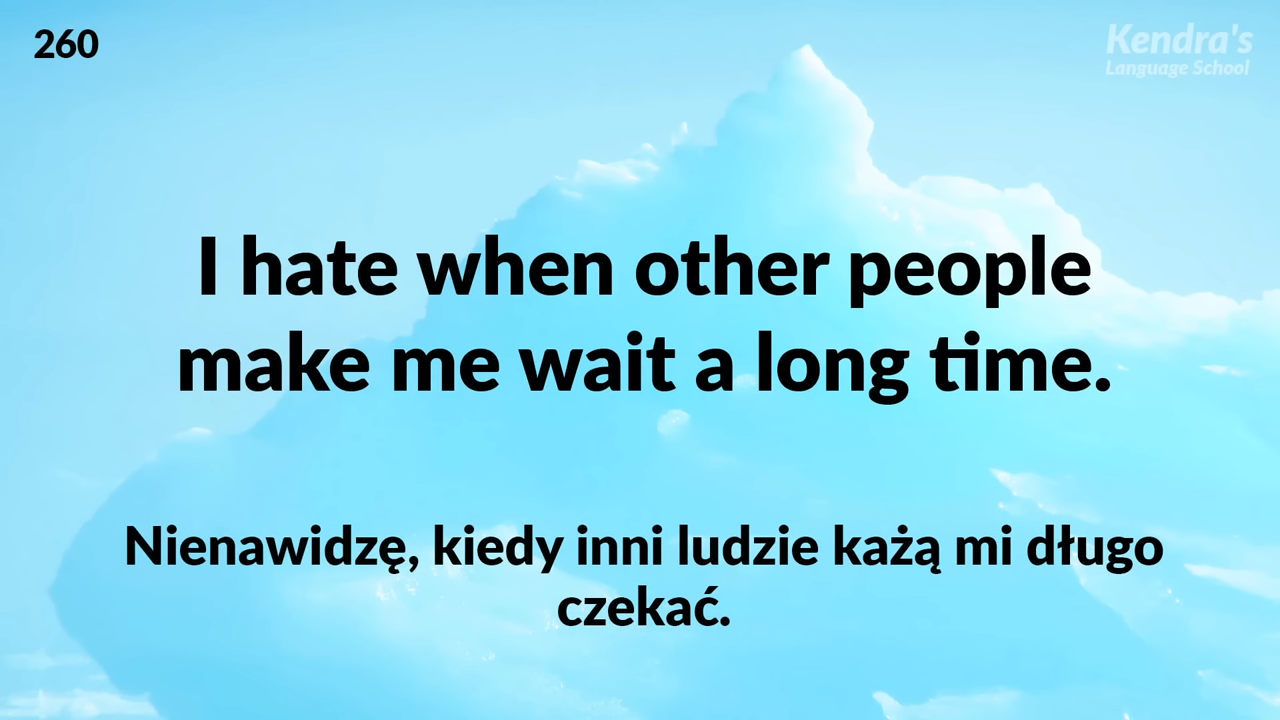 260
Kendra's
Language School
I hate when other people
make me wait a long time.
Nienawidzę, kiedy inni ludzie każą mi długo
czekać.